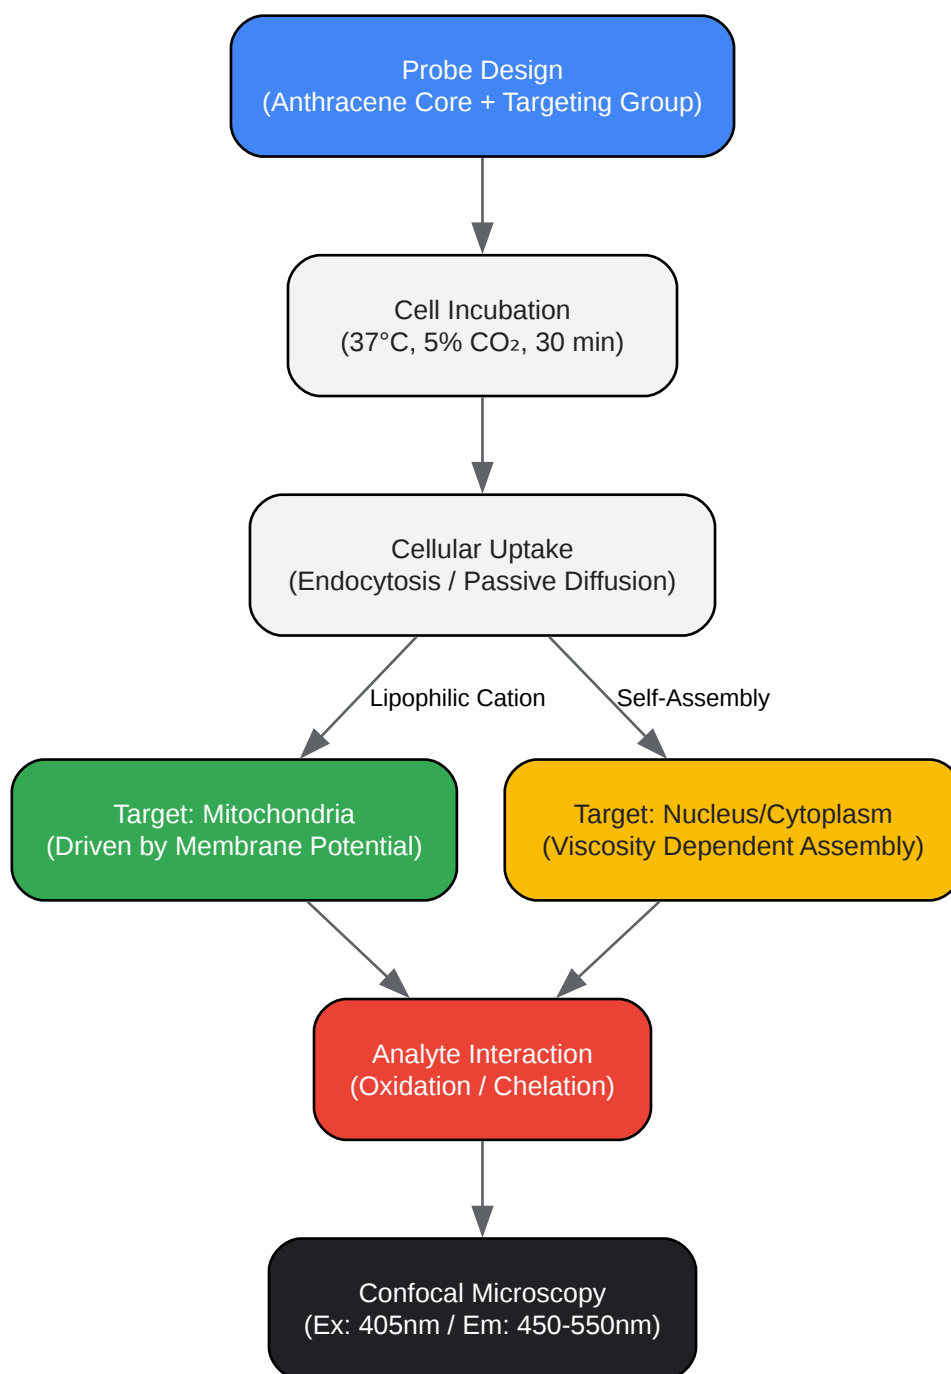 Probe Design
(Anthracene Core + Targeting Group)
Cell Incubation
(37°C, 5% CO₂, 30 min)
Cellular Uptake
(Endocytosis / Passive Diffusion)
Lipophilic Cation
Self-Assembly
Target: Mitochondria
(Driven by Membrane Potential)
Target: Nucleus/Cytoplasm
(Viscosity Dependent Assembly)
Analyte Interaction
(Oxidation / Chelation)
Confocal Microscopy
(Ex: 405nm / Em: 450-550nm)